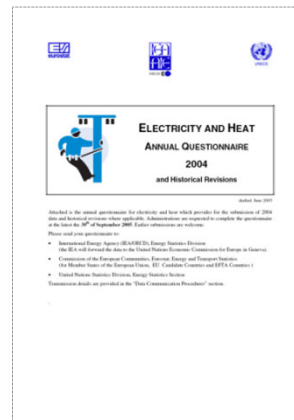 eurostat
IEA
AIE
UNECE
ELECTRICITY AND HEAT
ANNUAL QUESTIONNAIRE
2004
and Historical Revisions
June 2005
Attached is the annual questionnaire for electricity and heat which provides for the submission of 2004
data and historical revisions where applicable. Administrations are requested to complete the questionnaire
at the latest the 30th of September 2005. Earlier submissions are welcome.
Please send your questionnaire to:
• International Energy Agency (IEA/OECD), Energy Statistics Division
(the IEA will forward the data to the United Nations Economic Commission for Europe in Geneva)
• Commission of the European Communities, Eurostat, Energy and Transport Statistics
(for Member States of the European Union, EU Candidate Countries and EFTA Countries )
• United Nations Statistics Division, Energy Statistics Section
Transmission details are provided in the "Data Communication Procedures" section.